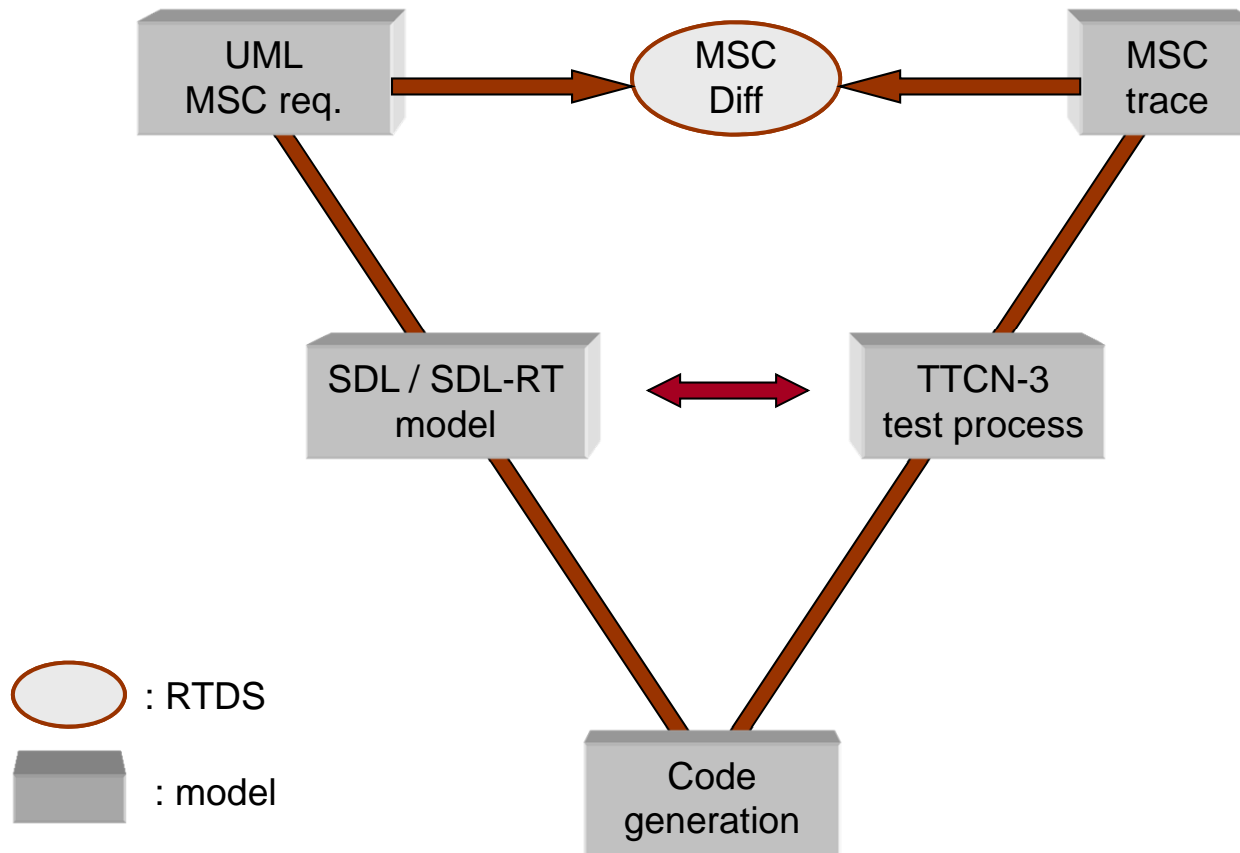 UML
MSC req.
MSC
Diff
MSC
trace
SDL / SDL-RT
model
TTCN-3
test process
: RTDS
: model
Code
generation